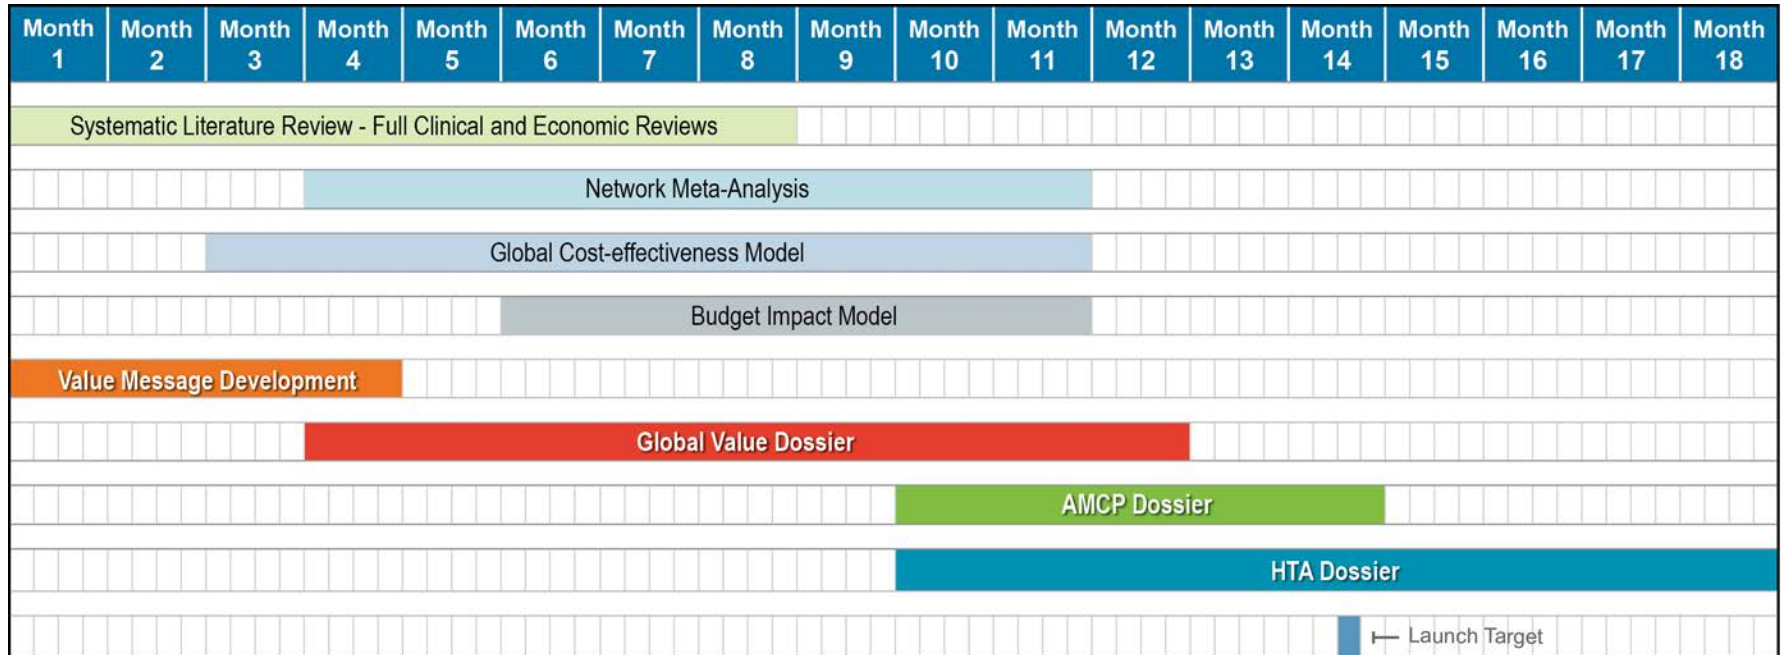 Month Month Month Month Month Month Month Month Month Month Month Month Month Month Month Month Month Month
1 2 3 4 5 6 7 8 9 10 11 12 13 14 15 16 17 18
Systematic Literature Review - Full Clinical and Economic Reviews
Network Meta-Analysis
Global Cost-effectiveness Model
Budget Impact Model
Value Message Development
Global Value Dossier
AMCP Dossier
HTA Dossier
Launch Target